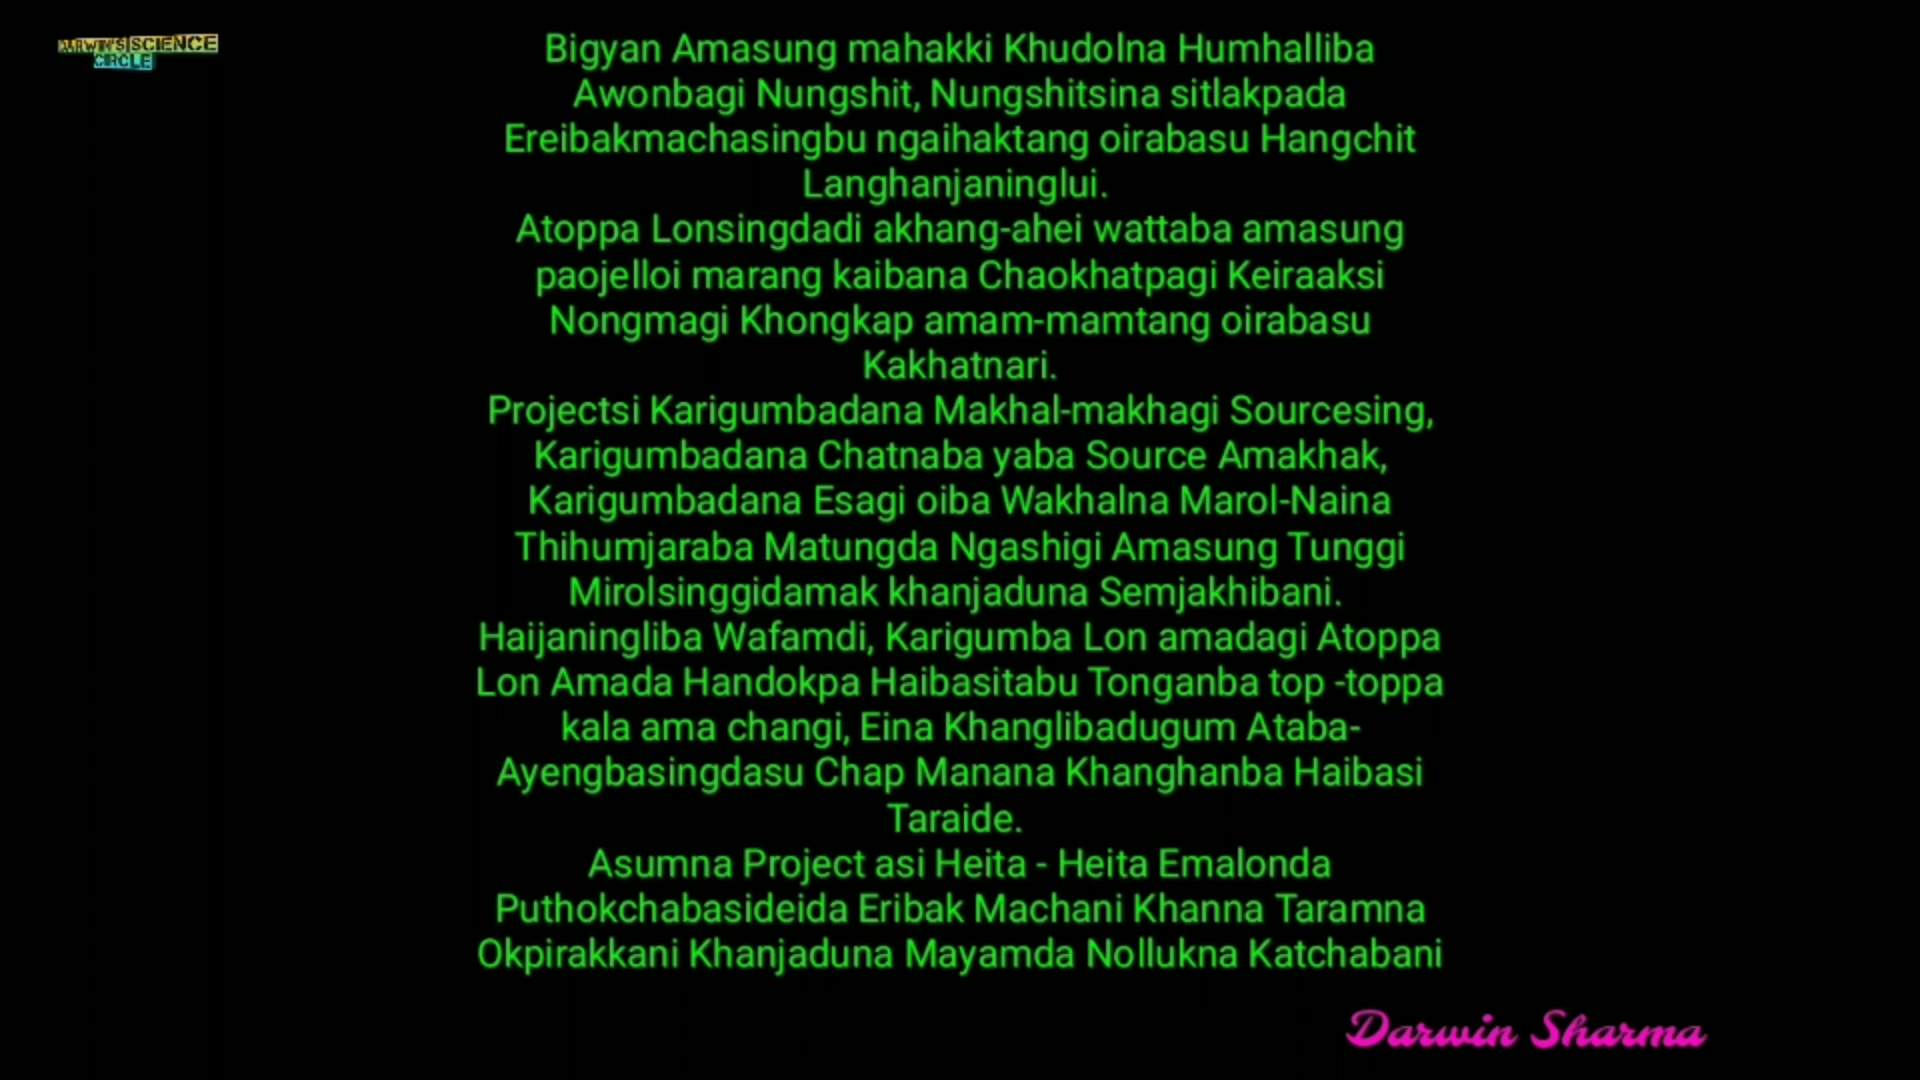 DARWIN'S SCIENCE
CIRCLE
Bigyan Amasung mahakki Khudolna Humhalliba
Awonbagi Nungshit, Nungshitsina sitlakpada
Ereibakmachasingbu ngaihaktang oirabasu Hangchit
Langhanjaninglui.
Atoppa Lonsingdadi akhang-ahei wattaba amasung
paojelloi marang kaibana Chaokhatpagi Keiraaksi
Nongmagi Khongkap amam-mamtang oirabasu
Kakhatnari.
Projectsi Karigumbadana Makhal-makhagi Sourcesing,
Karigumbadana Chatnaba yaba Source Amakhak,
Karigumbadana Esagi oiba Wakhalna Marol-Naina
Thihumjaraba Matungda Ngashigi Amasung Tunggi
Mirolsinggidamak khanjaduna Semjakhibani.
Haijaningliba Wafamdi, Karigumba Lon amadagi Atoppa
Lon Amada Handokpa Haibasitabu Tonganba top -toppa
kala ama changi, Eina Khanglibadugum Ataba-
Ayengbasingdasu Chap Manana Khanghanba Haibasi
Taraide.
Asumna Project asi Heita - Heita Emalonda
Puthokchabasideida Eribak Machani Khanna Taramna
Okpirakkani Khanjaduna Mayamda Nollukna Katchabani
Darwin Sharma